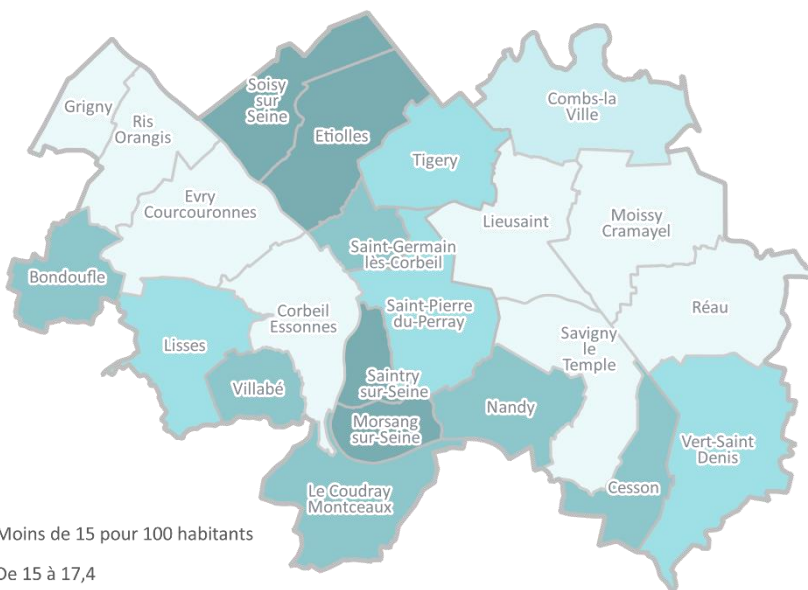 Soisy
sur
Seine
Combs-la
Ville
Grigny
Ris
Orangis
Etiolles
Tigery
Evry
Courcouronnes
Lieusaint
Moissy
Cramayel
Saint-Germain
lès-Corbeil
Bondoufle
Corbeil
Essonnes
Saint-Pierre
du-Perray
Réau
Lisses
Savigny
le
Temple
Villabé
Saintry
sur-Seine
Nandy
Morsang
sur-Seine
Vert-Saint
Denis
Cesson
Le Coudray
Montceaux
Moins de 15 pour 100 habitants
De 15 à 17,4